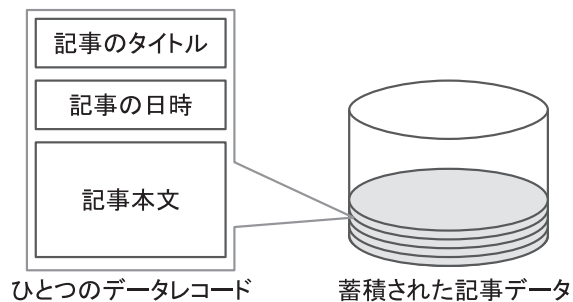 記事のタイトル
記事の日時
記事本文
ひとつのデータレコード
蓄積された記事データ